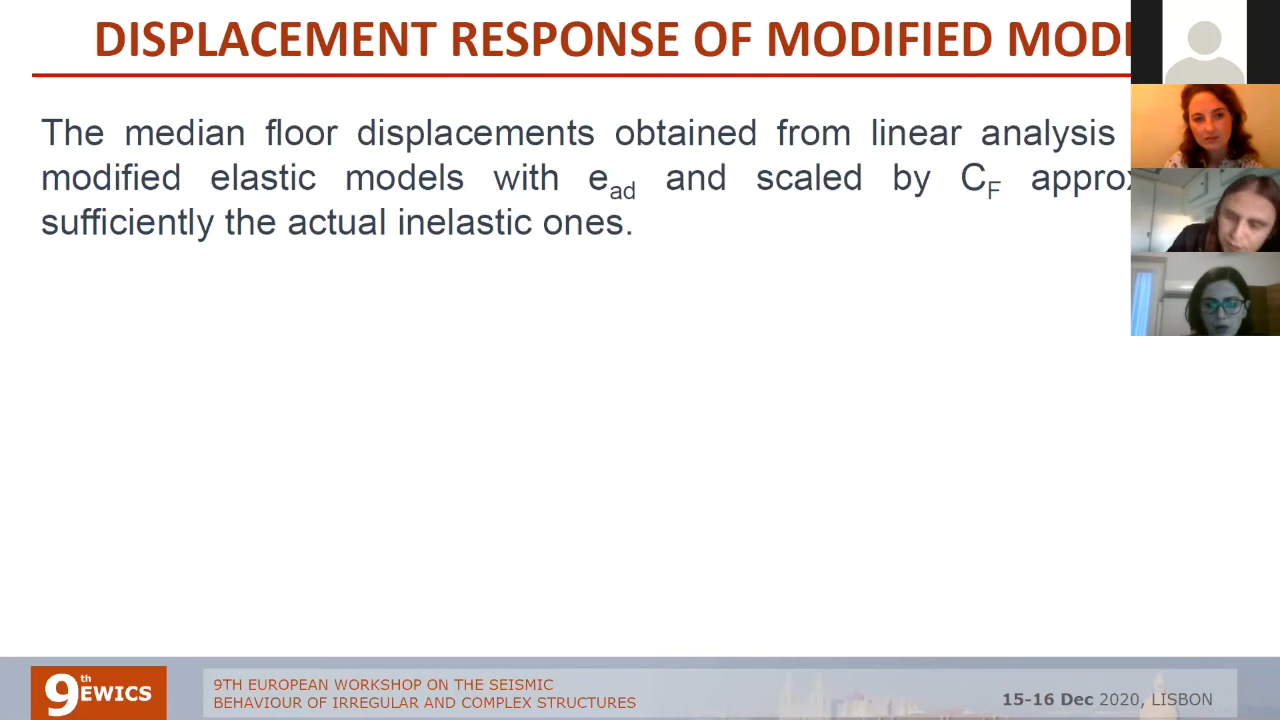 DISPLACEMENT RESPONSE OF MODIFIED
The median floor displacements obtained from linear analysis
modified elastic models with e_ad and scaled by C_F
sufficiently the actual inelastic ones.
9th EWICS
9TH EUROPEAN WORKSHOP ON THE SEISMIC
BEHAVIOUR OF IRREGULAR AND COMPLEX STRUCTURES
15-16 Dec 2020, LISBON